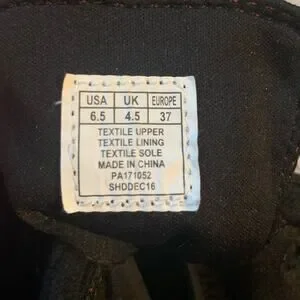 USA UK EUROPE
6.5 4.5 37
TEXTILE UPPER
TEXTILE LINING
TEXTILE SOLE
MADE IN CHINA
PA171052
SHDDEC16